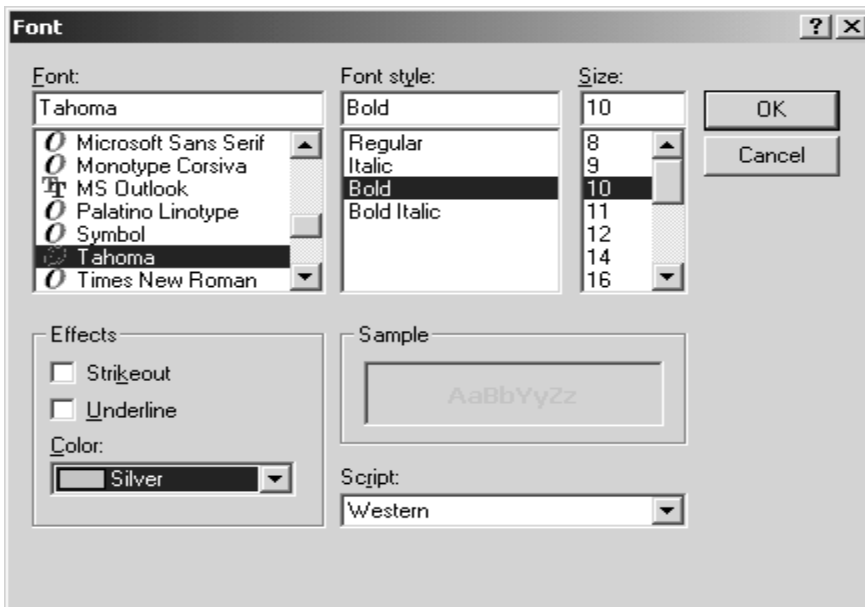 Font
Font:
Tahoma
Microsoft Sans Serif
Monotype Corsiva
MS Outlook
Palatino Linotype
Symbol
Tahoma
Times New Roman
Font style:
Bold
Regular
Italic
Bold
Bold Italic
Size:
10
8
9
10
11
12
14
16
OK
Cancel
Effects
Strikeout
Underline
Color:
Silver
Sample
AaBbYyZz
Script:
Western